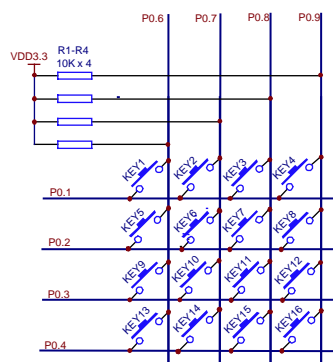 P0.6 P0.7 P0.8 P0.9
R1-R4
VDD3.3 10K x 4
KEY1 KEY2 KEY3 KEY4
P0.1
KEY5 KEY6 KEY7 KEY8
P0.2
KEY9 KEY10 KEY11 KEY12
P0.3
KEY13 KEY14 KEY15 KEY16
P0.4